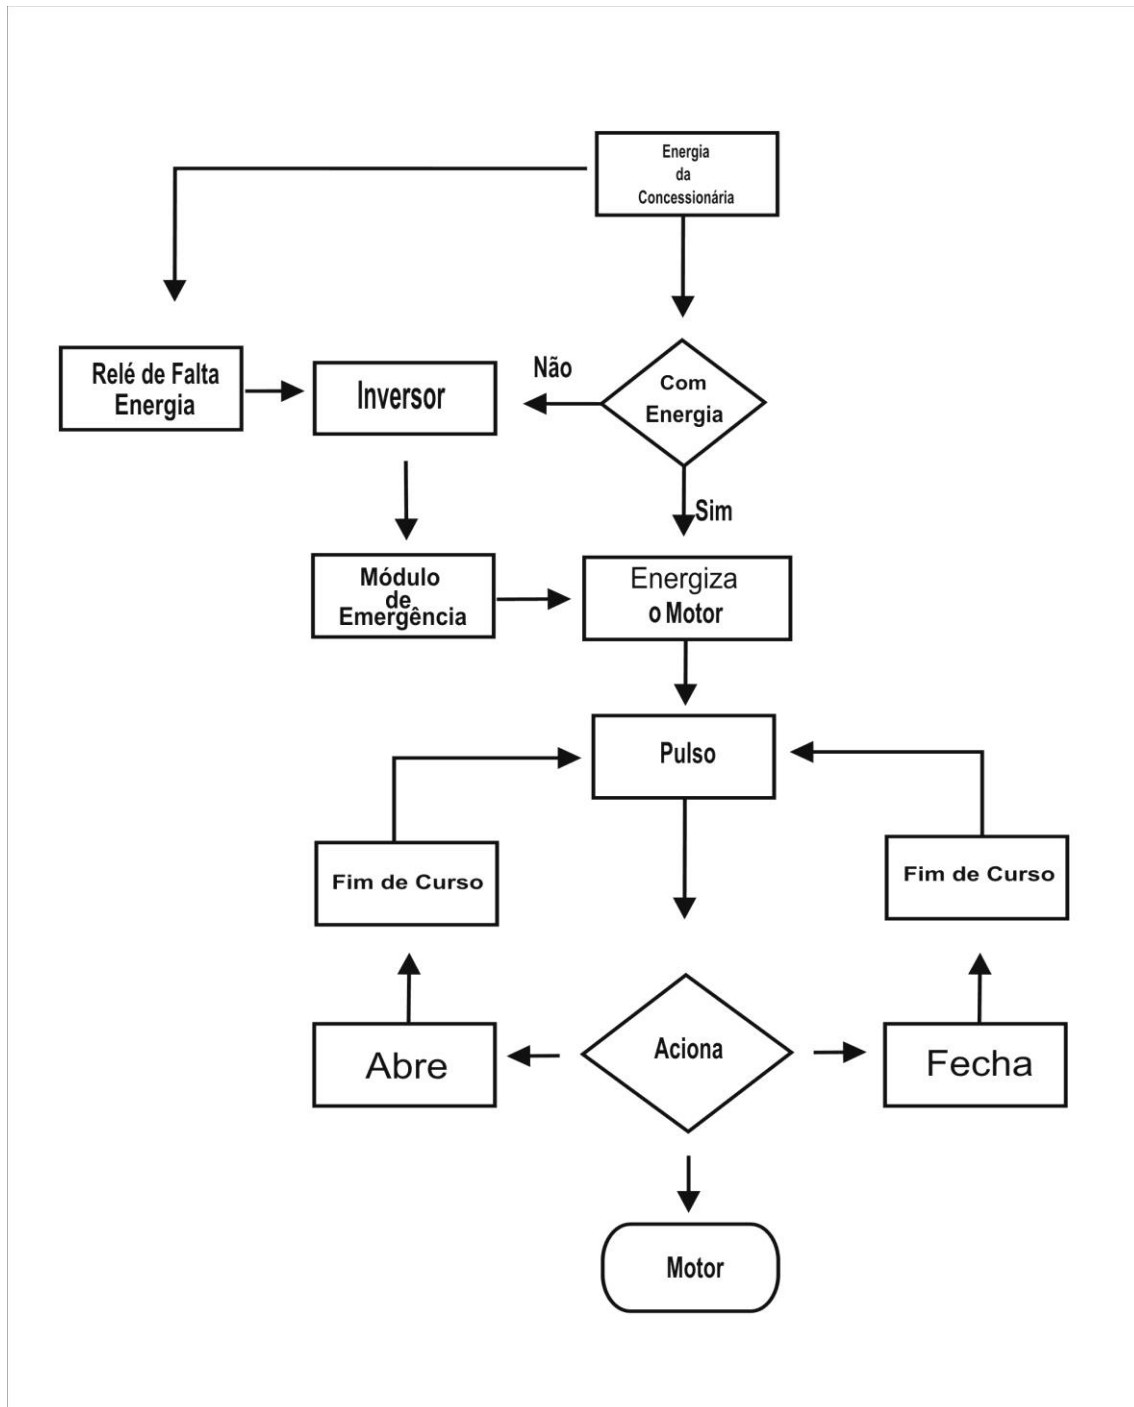 Energia
da
Concessionária
Relé de Falta
Energia
Inversor
Não
Com
Energia
Sim
Módulo
de
Emergência
Energiza
o Motor
Pulso
Fim de Curso
Fim de Curso
Abre
Aciona
Fecha
Motor